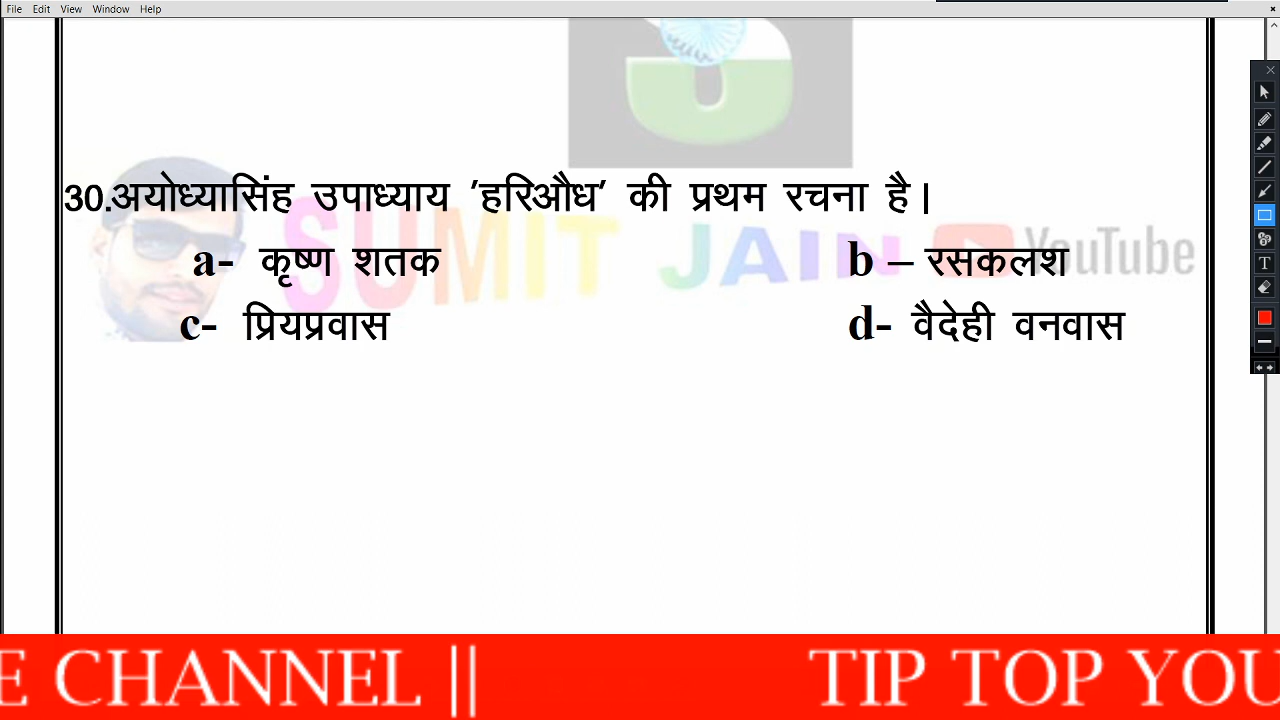 File Edit View Window Help
30.अयोध्यासिंह उपाध्याय 'हरिऔध' की प्रथम रचना है।
a- कृष्ण शतक b – रसकलश
c- प्रियप्रवास d- वैदेही वनवास
SUMIT JAIN YouTube
E CHANNEL || TIP TOP YOU